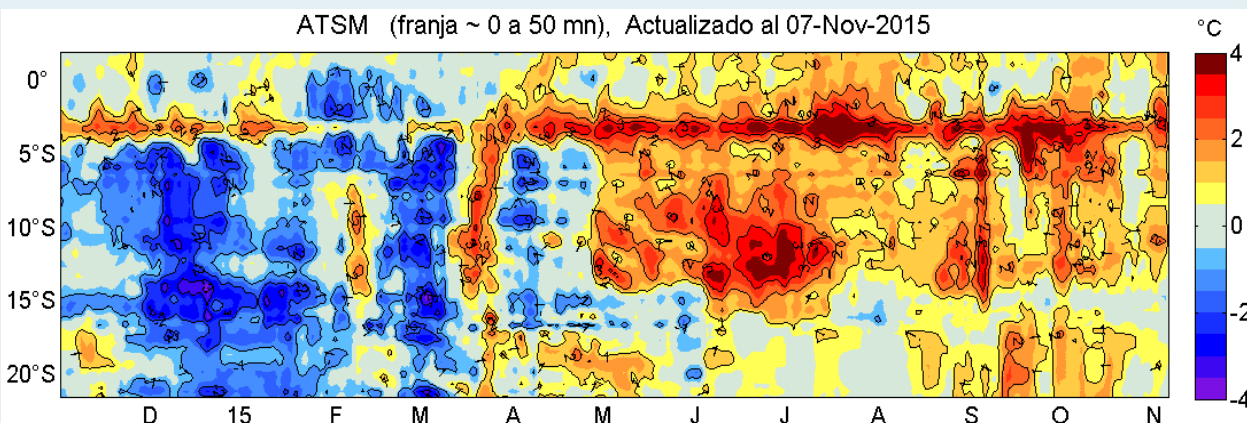 ATSM (franja ~ 0 a 50 mn), Actualizado al 07-Nov-2015
°C
4
2
0
-2
-4
0°
5°S
10°S
15°S
20°S
D 15 F M A M J J A S O N